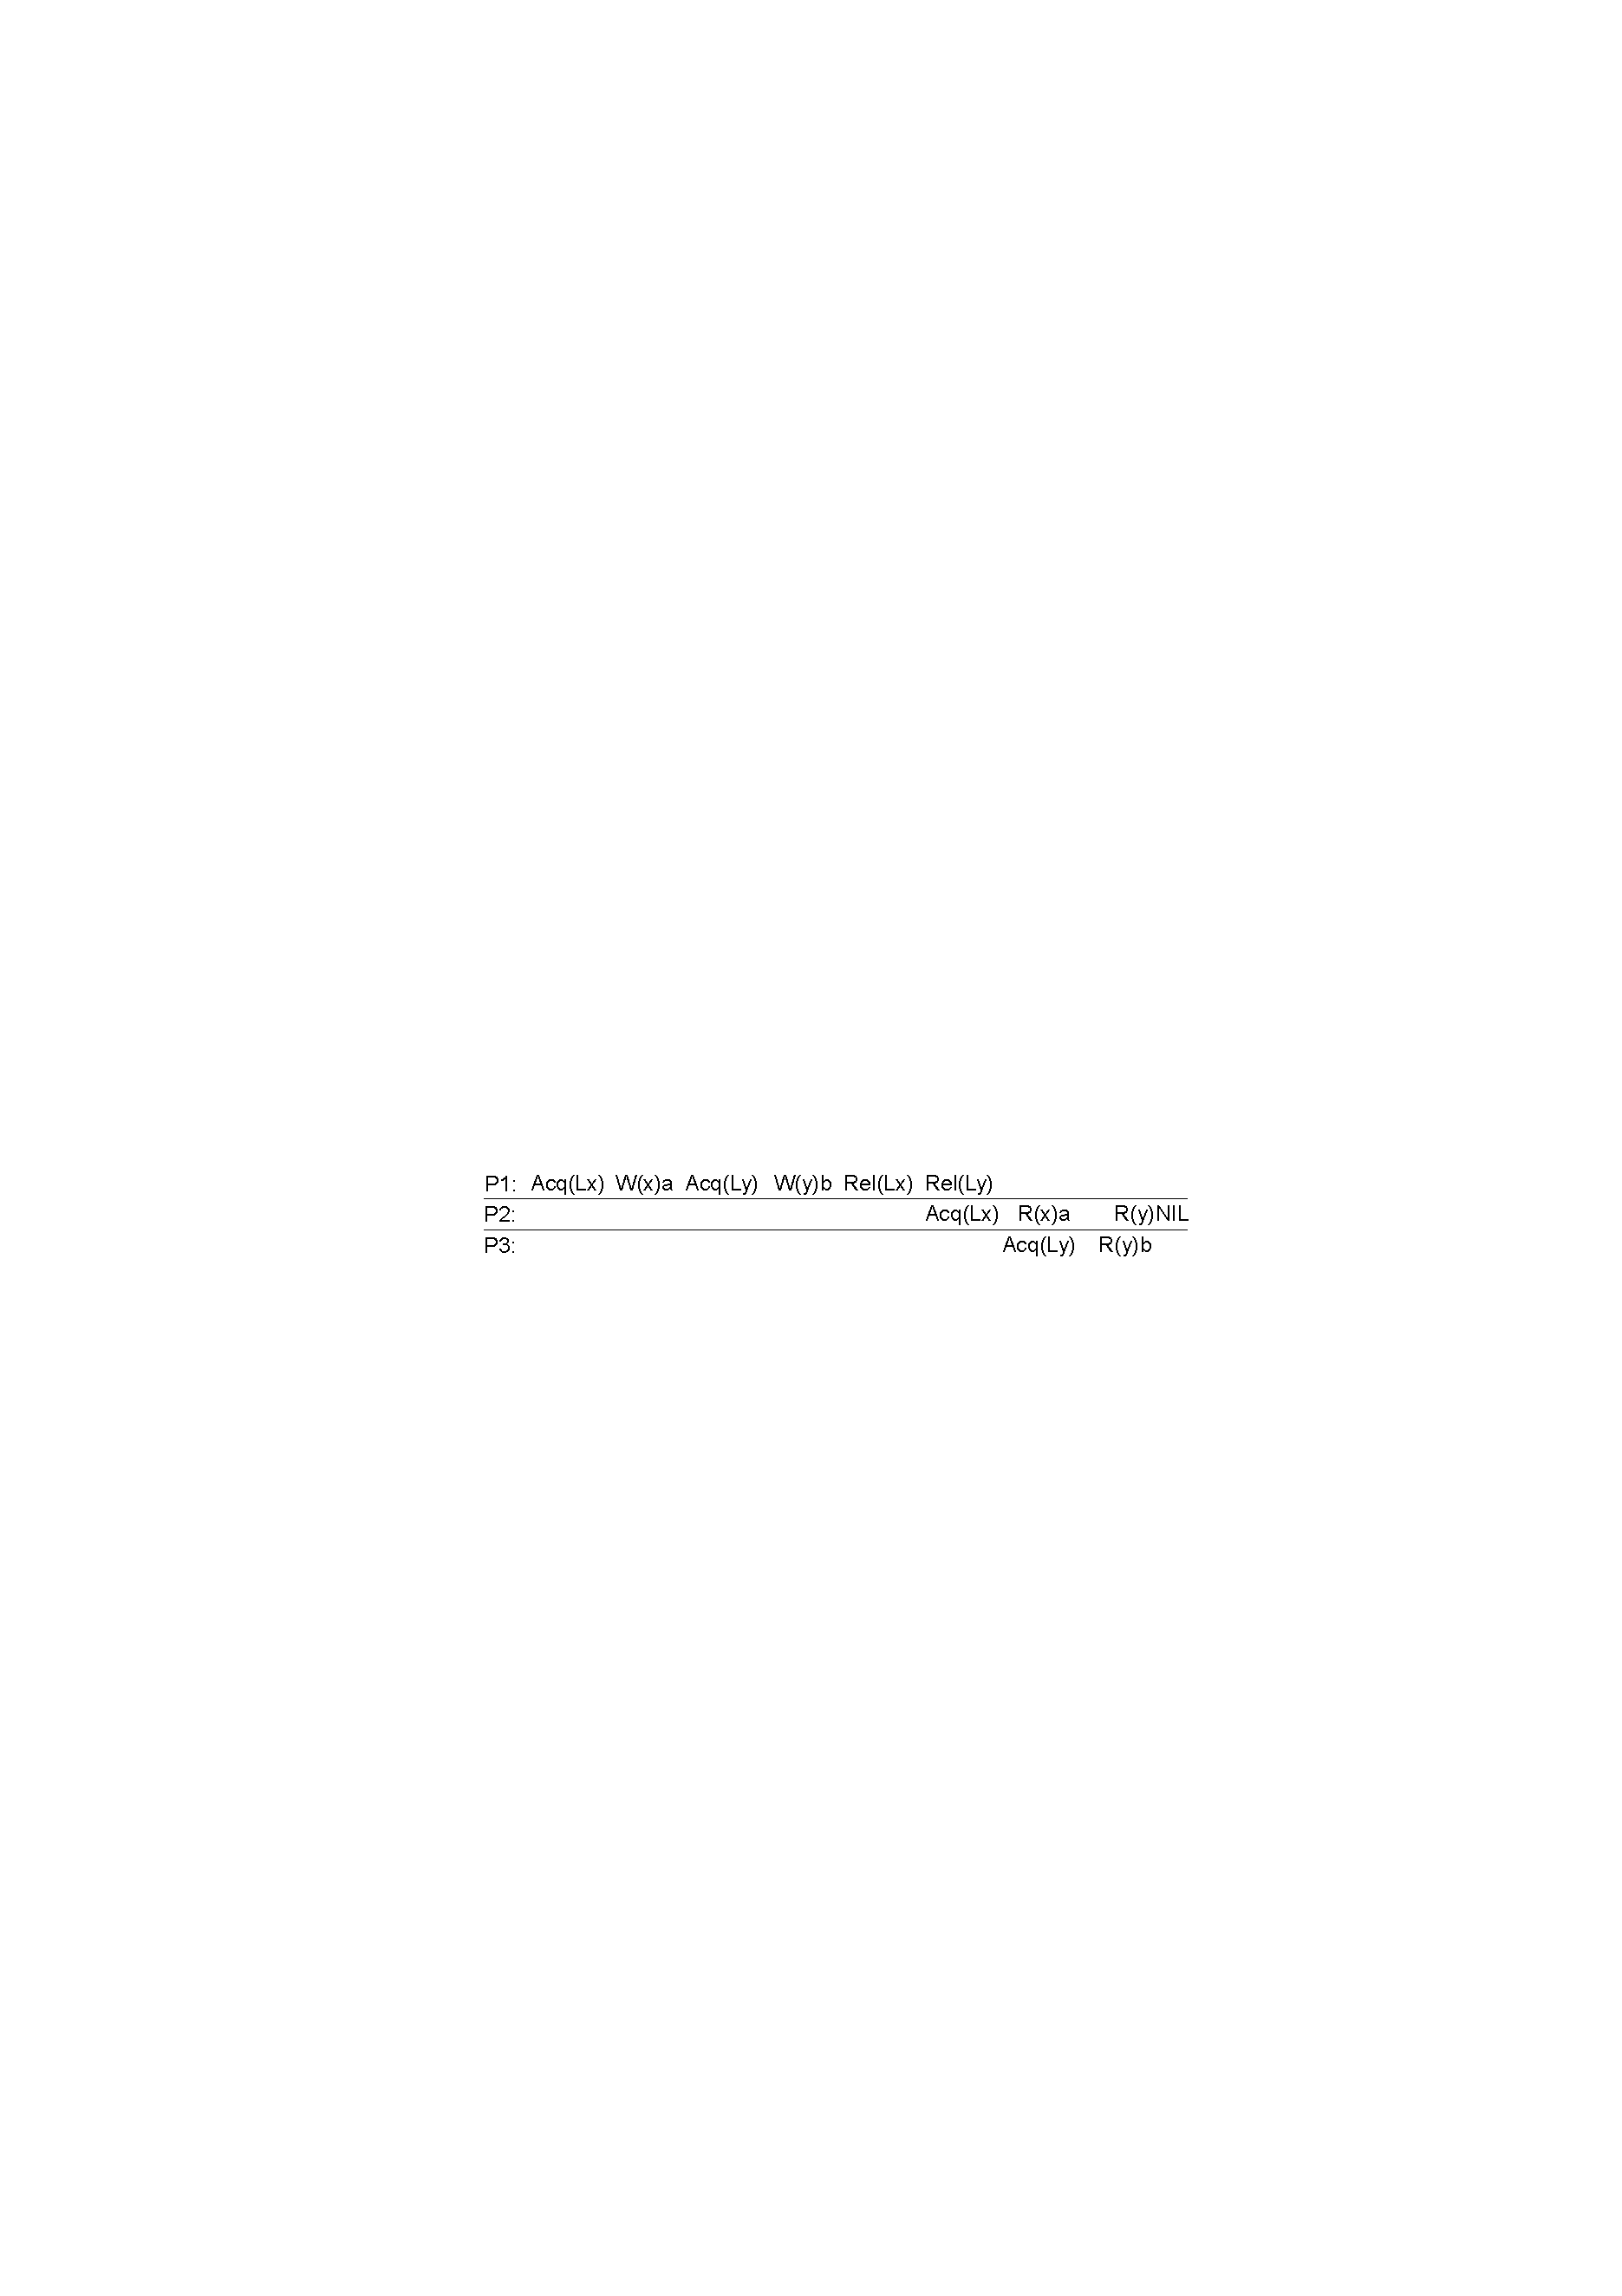 P1: Acq(Lx) W(x)a Acq(Ly) W(y)b Rel(Lx) Rel(Ly)
P2: Acq(Lx) R(x)a R(y)NIL
P3: Acq(Ly) R(y)b